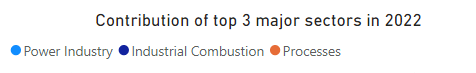 Contribution of top 3 major sectors in 2022
Power Industry Industrial Combustion Processes